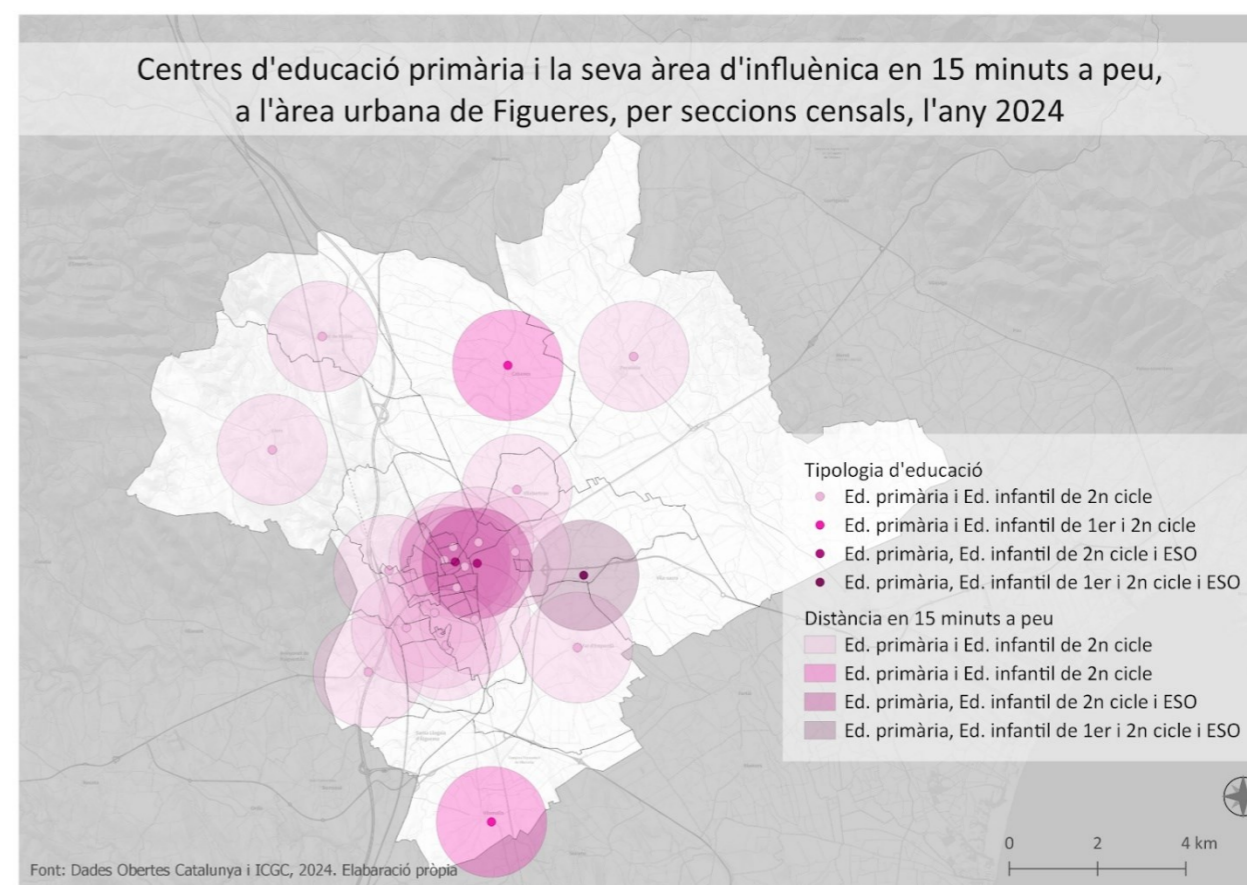 Centres d'educació primària i la seva àrea d'influènica en 15 minuts a peu,
a l'àrea urbana de Figueres, per seccions censals, l'any 2024
Tipologia d'educació
Ed. primària i Ed. infantil de 2n cicle
Ed. primària i Ed. infantil de 1er i 2n cicle
Ed. primària, Ed. infantil de 2n cicle i ESO
Ed. primària, Ed. infantil de 1er i 2n cicle i ESO
Distància en 15 minuts a peu
Ed. primària i Ed. infantil de 2n cicle
Ed. primària i Ed. infantil de 2n cicle
Ed. primària, Ed. infantil de 2n cicle i ESO
Ed. primària, Ed. infantil de 1er i 2n cicle i ESO
0 2 4 km
Font: Dades Obertes Catalunya i ICGC, 2024. Elabaració pròpia